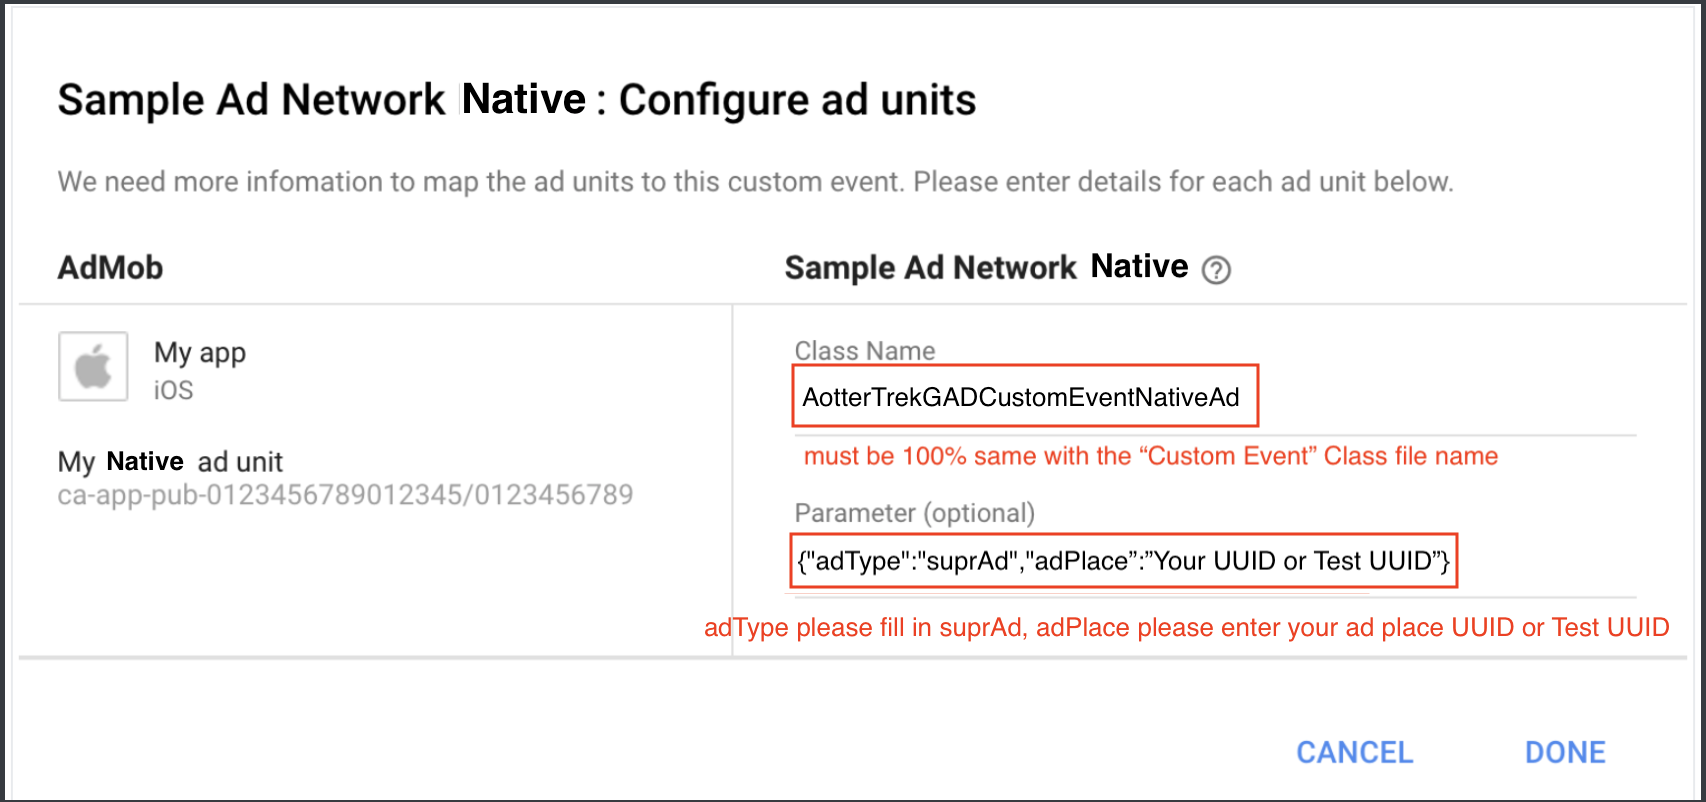 Sample Ad Network Native : Configure ad units
We need more infomation to map the ad units to this custom event. Please enter details for each ad unit below.
AdMob
Sample Ad Network Native ?
My app
iOS
My Native ad unit
ca-app-pub-0123456789012345/0123456789
Class Name
AotterTrekGADCustomEventNativeAd
must be 100% same with the “Custom Event” Class file name
Parameter (optional)
{"adType":"suprAd","adPlace”:”Your UUID or Test UUID”}
adType please fill in suprAd, adPlace please enter your ad place UUID or Test UUID
CANCEL
DONE